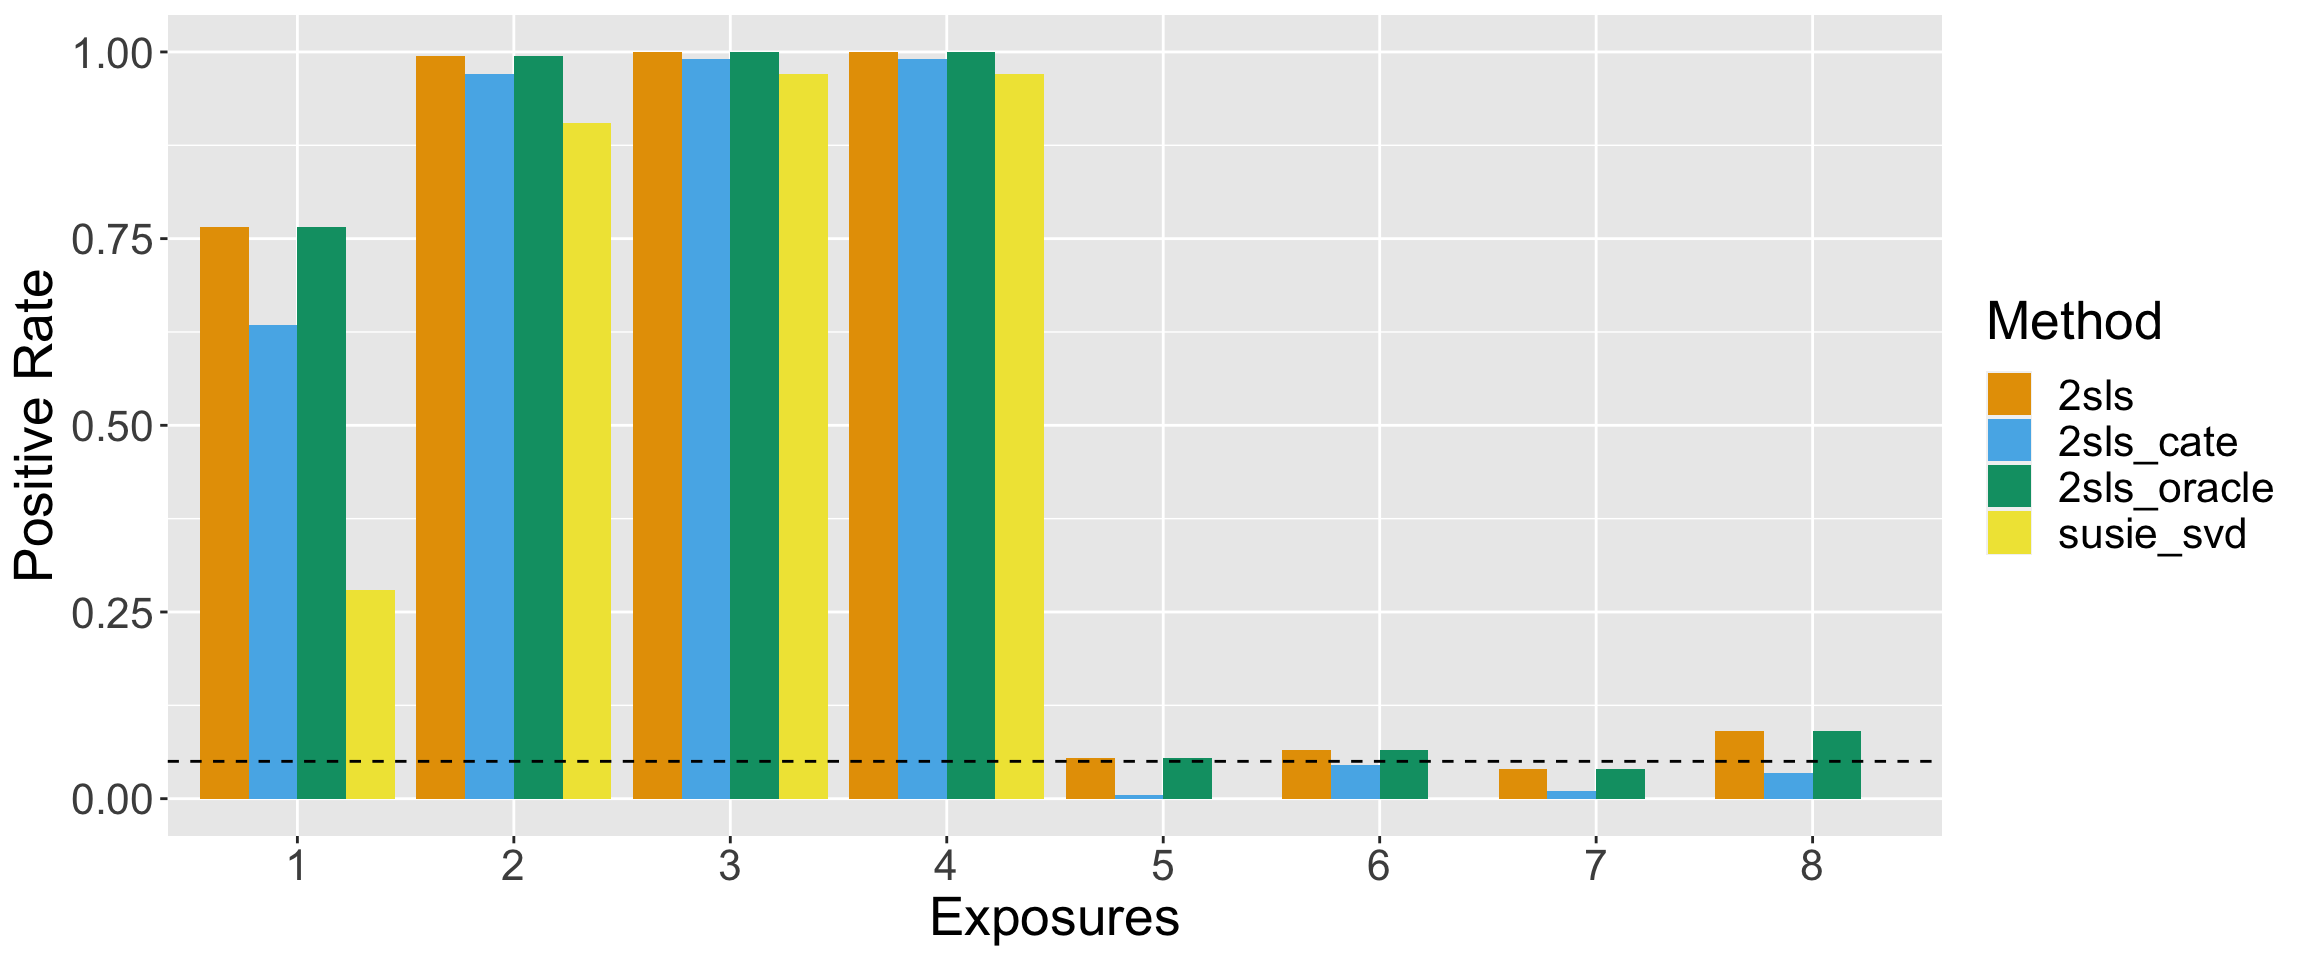 1.00
0.75
0.50
0.25
0.00
Positive Rate
1 2 3 4 5 6 7 8
Exposures
Method
2sls
2sls_cate
2sls_oracle
susie_svd